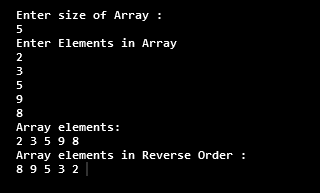 Enter size of Array :
5
Enter Elements in Array
2
3
5
9
8
Array elements:
2 3 5 9 8
Array elements in Reverse Order :
8 9 5 3 2